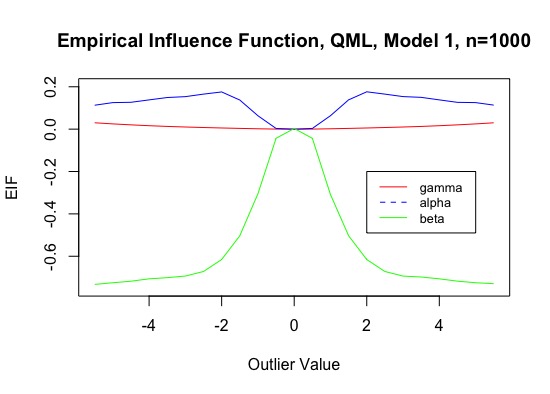 Empirical Influence Function, QML, Model 1, n=1000
EIF
0.2
0.0
-0.2
-0.4
-0.6
gamma
alpha
beta
-4 -2 0 2 4
Outlier Value